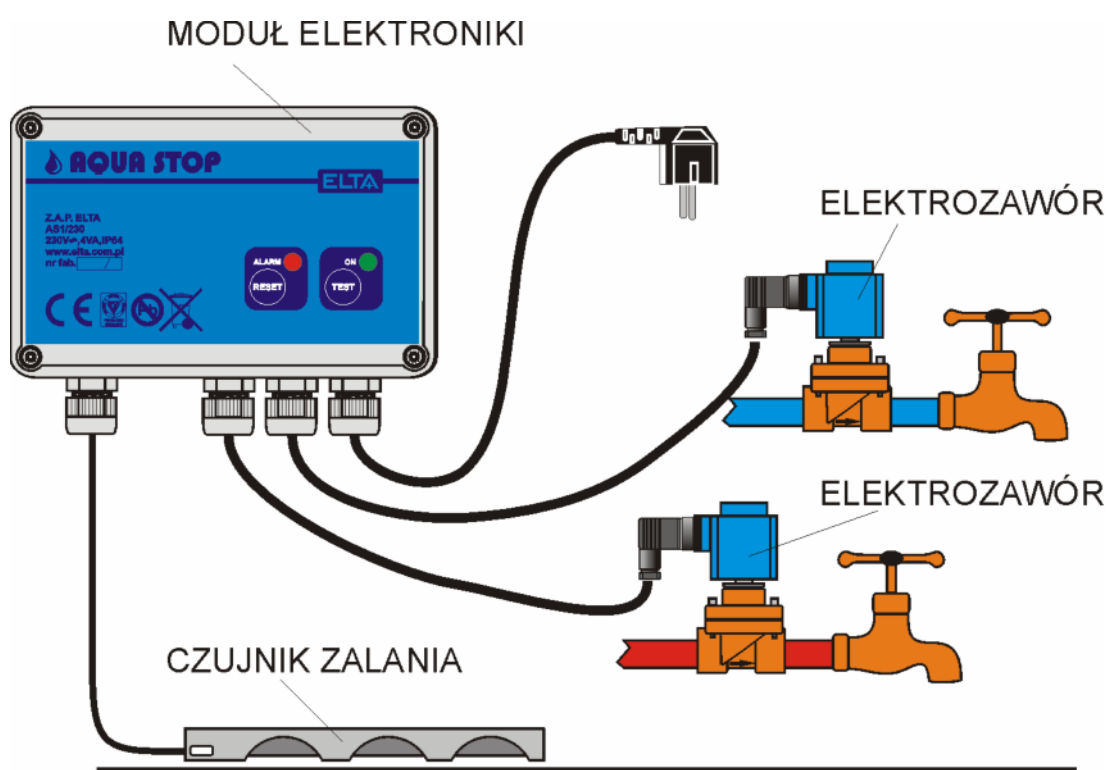 MODUŁ ELEKTRONIKI
AQUA STOP
ELTA
Z.A.P. ELTA
AS1/230
230V~,4VA,IP64
www.elta.com.pl
nr fab. /
ALARM
RESET
ON
TEST
CE
Pb
ELEKTROZAWÓR
ELEKTROZAWÓR
CZUJNIK ZALANIA